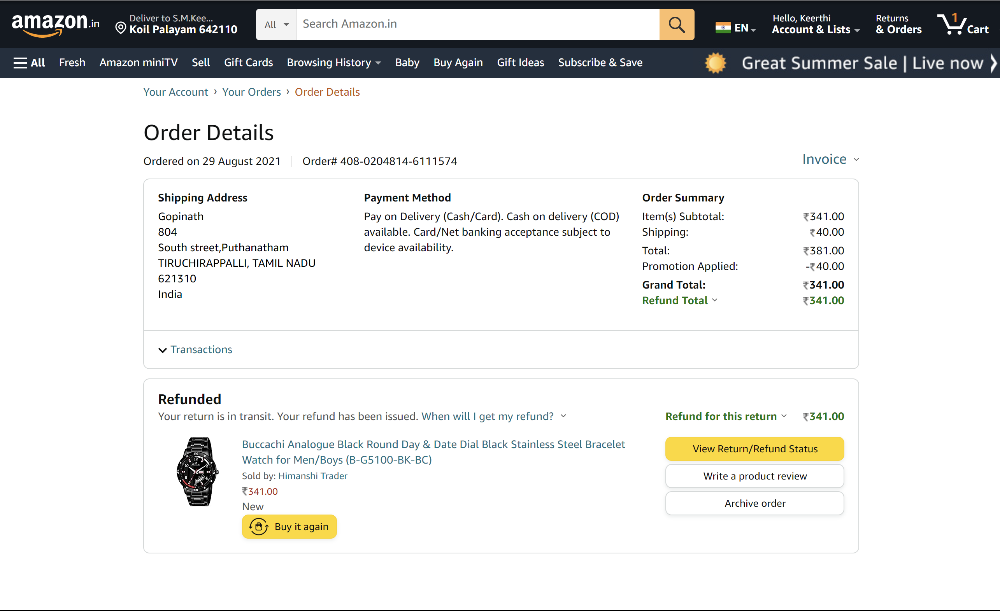 amazon.in
Deliver to S.M.Kee...
Koil Palayam 642110
All
Search Amazon.in
EN
Hello, Keerthi
Account & Lists
Returns
& Orders
1
Cart
All
Fresh
Amazon miniTV
Sell
Gift Cards
Browsing History
Baby
Buy Again
Gift Ideas
Subscribe & Save
Great Summer Sale | Live now
Your Account › Your Orders › Order Details
Order Details
Ordered on 29 August 2021
Order# 408-0204814-6111574
Invoice
Shipping Address
Gopinath
804
South street,Puthanatham
TIRUCHIRAPPALLI, TAMIL NADU
621310
India
Payment Method
Pay on Delivery (Cash/Card). Cash on delivery (COD)
available. Card/Net banking acceptance subject to
device availability.
Order Summary
Item(s) Subtotal: ₹341.00
Shipping: ₹40.00
Total: ₹381.00
Promotion Applied: -₹40.00
Grand Total: ₹341.00
Refund Total ₹341.00
Transactions
Refunded
Your return is in transit. Your refund has been issued. When will I get my refund?
Refund for this return ₹341.00
Buccachi Analogue Black Round Day & Date Dial Black Stainless Steel Bracelet
Watch for Men/Boys (B-G5100-BK-BC)
Sold by: Himanshi Trader
₹341.00
New
Buy it again
View Return/Refund Status
Write a product review
Archive order